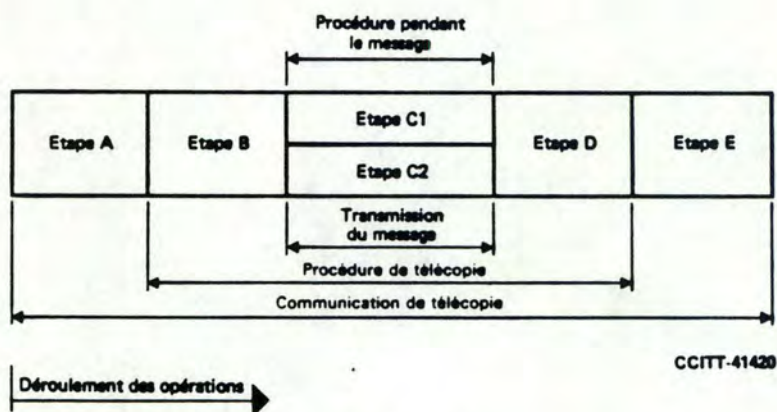 Procédure pendant
le message
Etape A
Etape B
Etape C1
Etape C2
Etape D
Etape E
Transmission
du message
Procédure de télécopie
Communication de télécopie
CCITT-41420
Déroulement des opérations